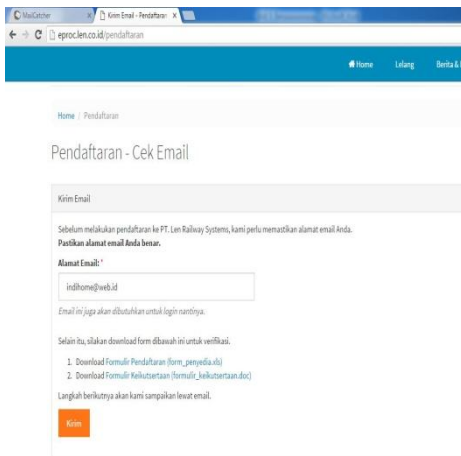 MailCatcher
Kirim Email - Pendaftaran
eproc.len.co.id/pendaftaran
Home Lelang Berita &
Home / Pendaftaran
Pendaftaran - Cek Email
Kirim Email
Sebelum melakukan pendaftaran ke PT. Len Railway Systems, kami perlu memastikan alamat email Anda.
Pastikan alamat email Anda benar.
Alamat Email: *
indihome@web.id
Email ini juga akan dibutuhkan untuk login nantinya.
Selain itu, silakan download form dibawah ini untuk verifikasi.
1. Download Formulir Pendaftaran (form_penyedia.xls)
2. Download Formulir Keikutsertaan (formulir_keikutsertaan.doc)
Langkah berikutnya akan kami sampaikan lewat email.
Kirim